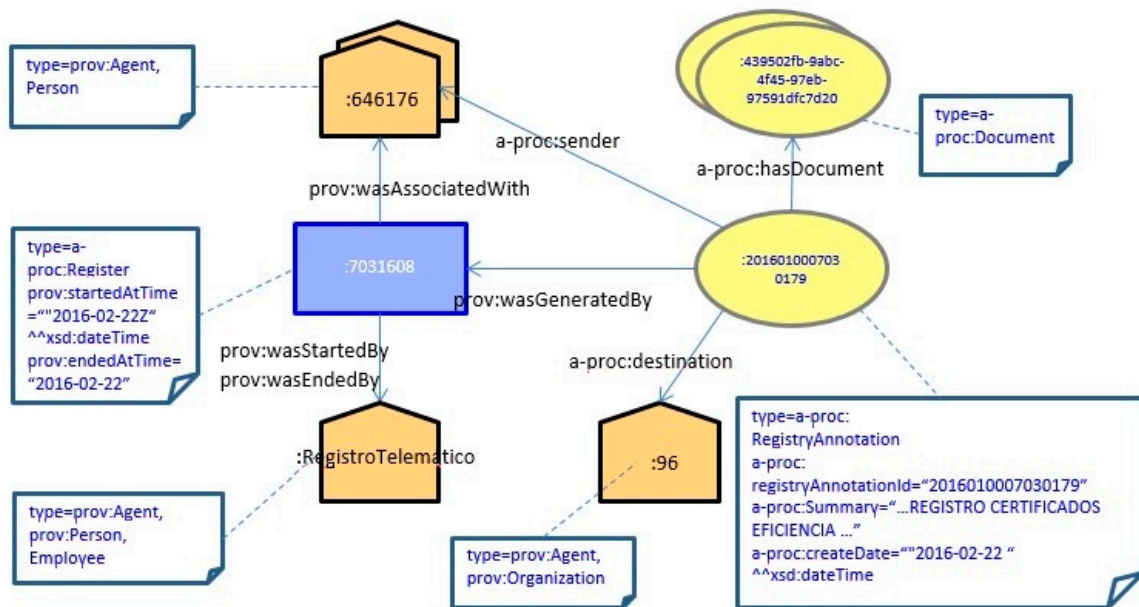 type=prov:Agent,
Person
:646176
:439502fb-9abc-
4f45-97eb-
97591dfc7d20
type=a-
proc:Document
a-proc:sender
a-proc:hasDocument
prov:wasAssociatedWith
type=a-
proc:Register
prov:startedAtTime
=“"2016-02-22Z“
^^xsd:dateTime
prov:endedAtTime=
“2016-02-22”
:7031608
:201601000703
0179
prov:wasGeneratedBy
prov:wasStartedBy
prov:wasEndedBy
a-proc:destination
:RegistroTelematico
:96
type=prov:Agent,
prov:Person,
Employee
type=prov:Agent,
prov:Organization
type=a-proc:
RegistryAnnotation
a-proc:
registryAnnotationId=“2016010007030179”
a-proc:Summary=“...REGISTRO CERTIFICADOS
EFICIENCIA ...”
a-proc:createDate=“"2016-02-22 “
^^xsd:dateTime